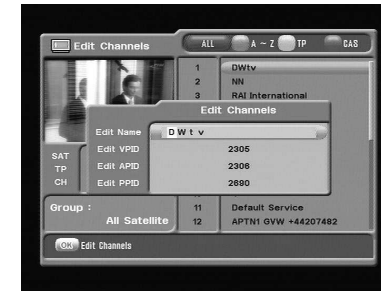 Edit Channels
ALL A ~ Z TP CAS
1 DWtv
2 NN
3 RAI International
Edit Channels
Edit Name D W t v
Edit VPID 2305
Edit APID 2306
Edit PPID 2690
SAT
TP
CH
Group :
All Satellite
11 Default Service
12 APTN1 GVW +44207482
OK Edit Channels